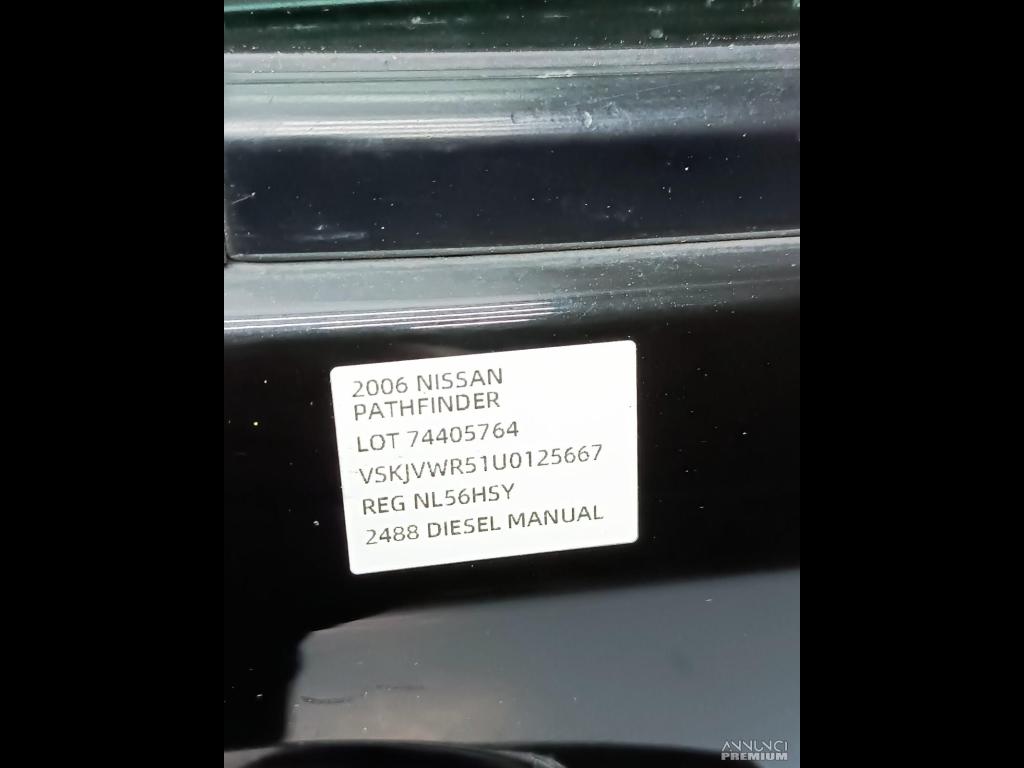 2006 NISSAN
PATHFINDER
LOT 74405764
VSKJVWR51U0125667
REG NL56HSY
2488 DIESEL MANUAL
ANNUNCI
PREMIUM